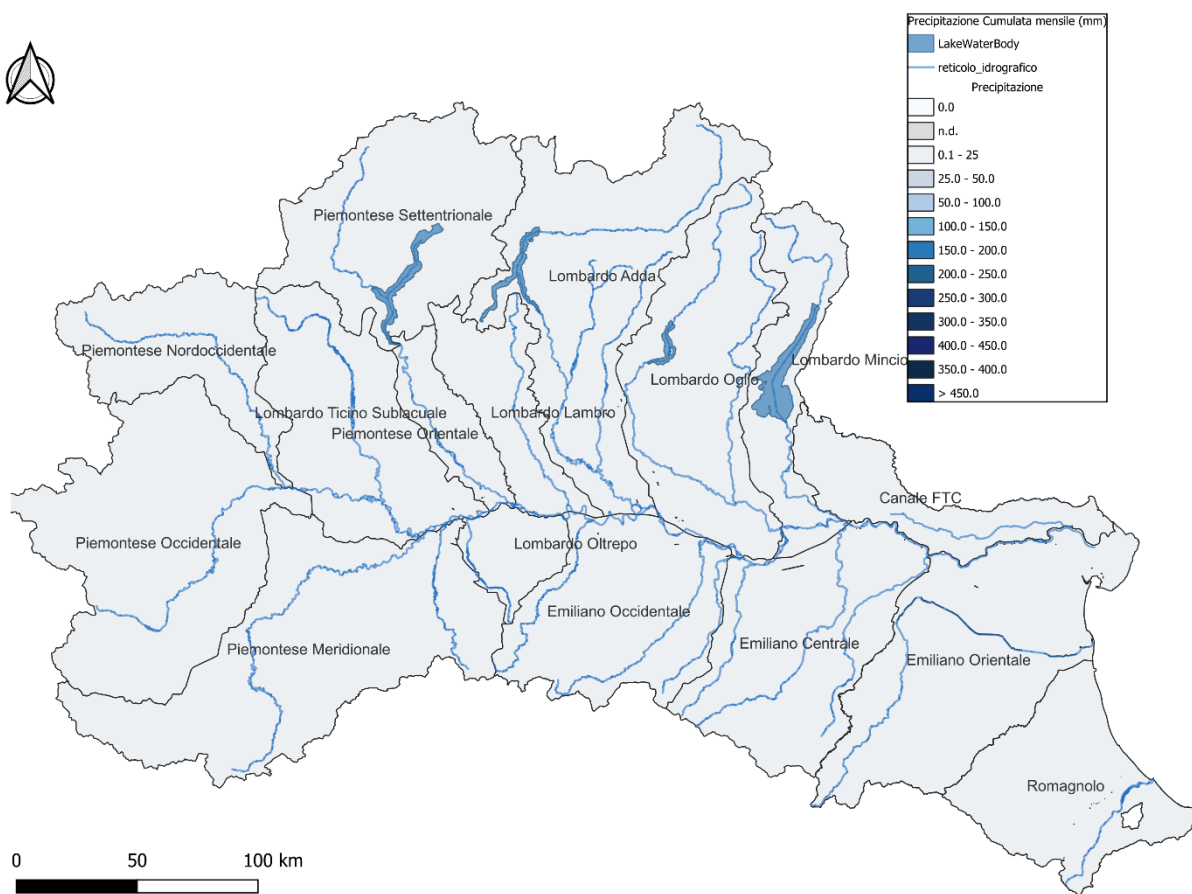 Precipitazione Cumulata mensile (mm)
LakeWaterBody
reticolo_idrografico
Precipitazione
0.0
n.d.
0.1 - 25
25.0 - 50.0
50.0 - 100.0
100.0 - 150.0
150.0 - 200.0
200.0 - 250.0
250.0 - 300.0
300.0 - 350.0
400.0 - 450.0
350.0 - 400.0
> 450.0
Piemontese Settentrionale
Lombardo Adda
Piemontese Nordoccidentale
Lombardo Mincio
Lombardo Oglio
Lombardo Ticino Sublacuale
Lombardo Lambro
Piemontese Orientale
Canale FTC
Piemontese Occidentale
Lombardo Oltrepo
Emiliano Occidentale
Piemontese Meridionale
Emiliano Centrale
Emiliano Orientale
Romagnolo
0 50 100 km